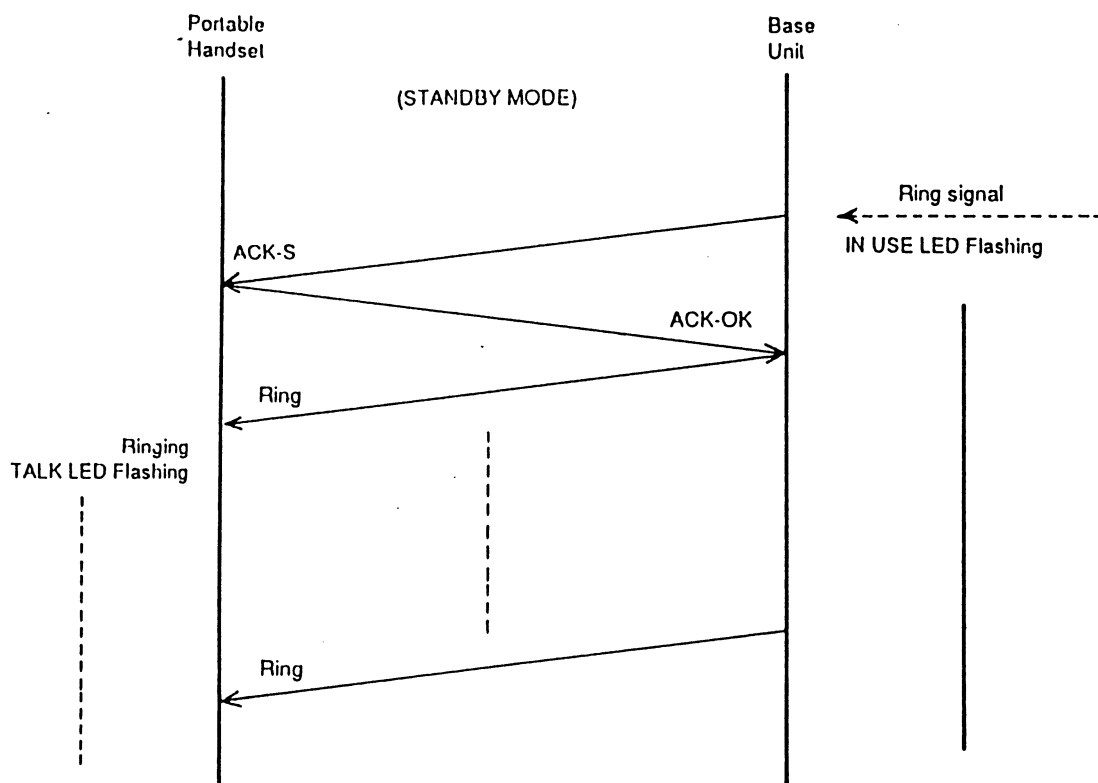 Portable
Handset
Base
Unit
(STANDBY MODE)
Ring signal
IN USE LED Flashing
ACK-S
ACK-OK
Ring
Ringing
TALK LED Flashing
Ring